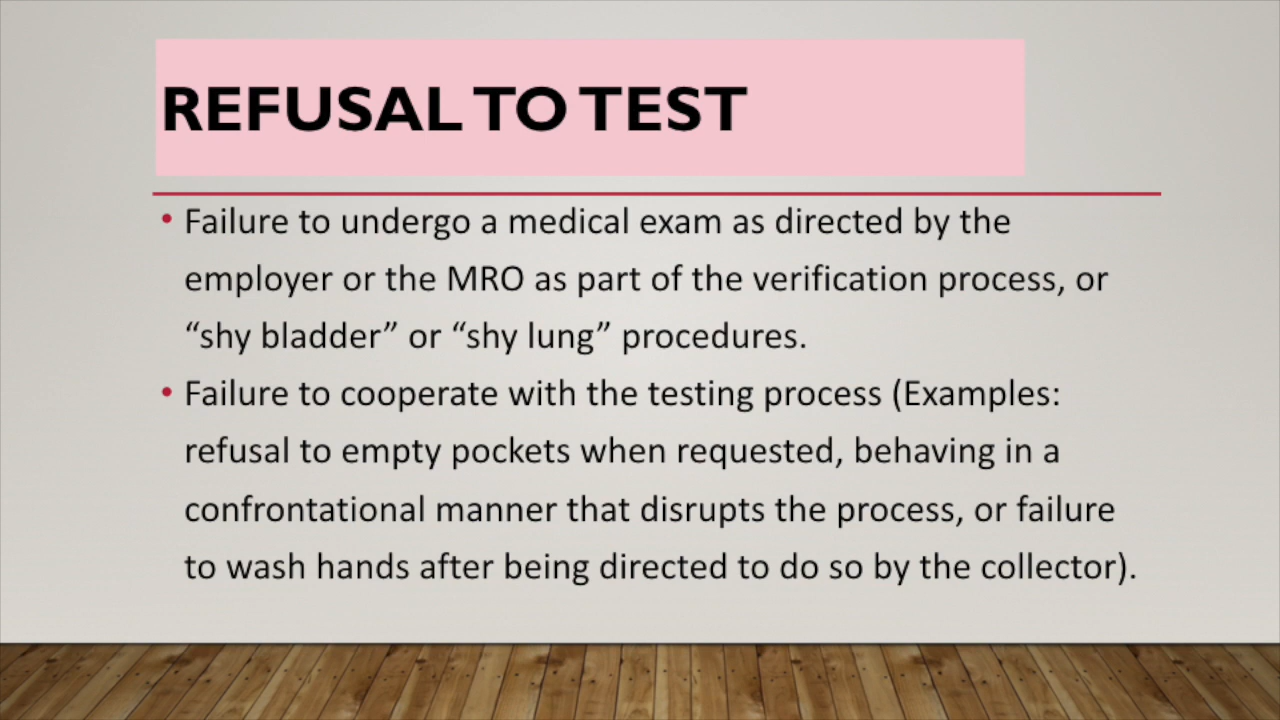 REFUSAL TO TEST
• Failure to undergo a medical exam as directed by the
employer or the MRO as part of the verification process, or
“shy bladder” or “shy lung” procedures.
• Failure to cooperate with the testing process (Examples:
refusal to empty pockets when requested, behaving in a
confrontational manner that disrupts the process, or failure
to wash hands after being directed to do so by the collector).